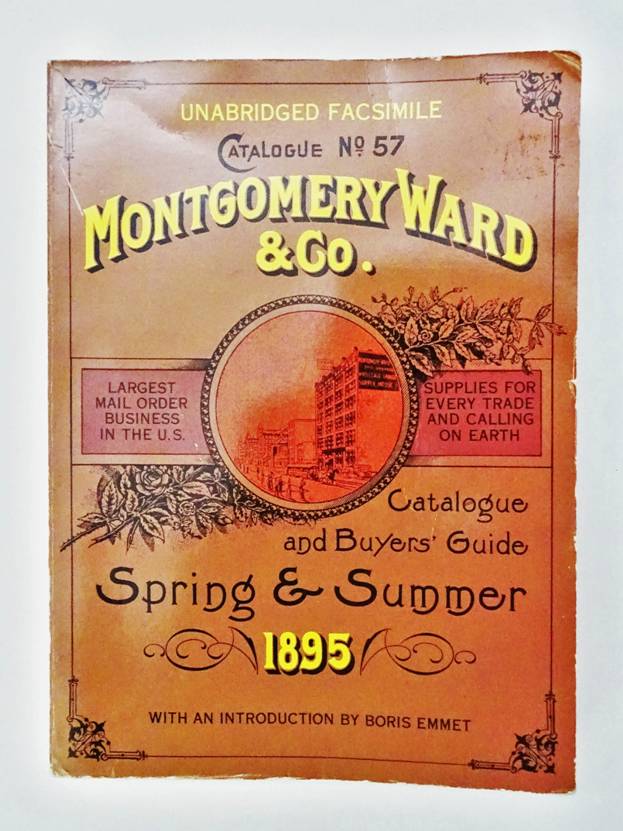 UNABRIDGED FACSIMILE
CATALOGUE Nº 57
MONTGOMERY WARD
& Co.
LARGEST
MAIL ORDER
BUSINESS
IN THE U.S.
SUPPLIES FOR
EVERY TRADE
AND CALLING
ON EARTH
Catalogue
and Buyers' Guide
Spring & Summer
1895
WITH AN INTRODUCTION BY BORIS EMMET